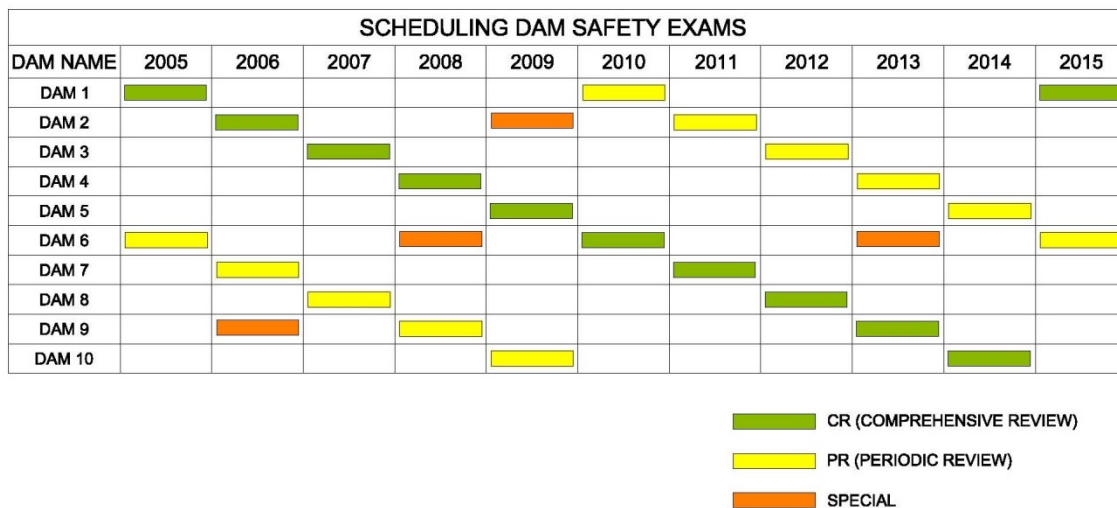 SCHEDULING DAM SAFETY EXAMS
DAM NAME 2005 2006 2007 2008 2009 2010 2011 2012 2013 2014 2015
DAM 1
DAM 2
DAM 3
DAM 4
DAM 5
DAM 6
DAM 7
DAM 8
DAM 9
DAM 10
CR (COMPREHENSIVE REVIEW)
PR (PERIODIC REVIEW)
SPECIAL